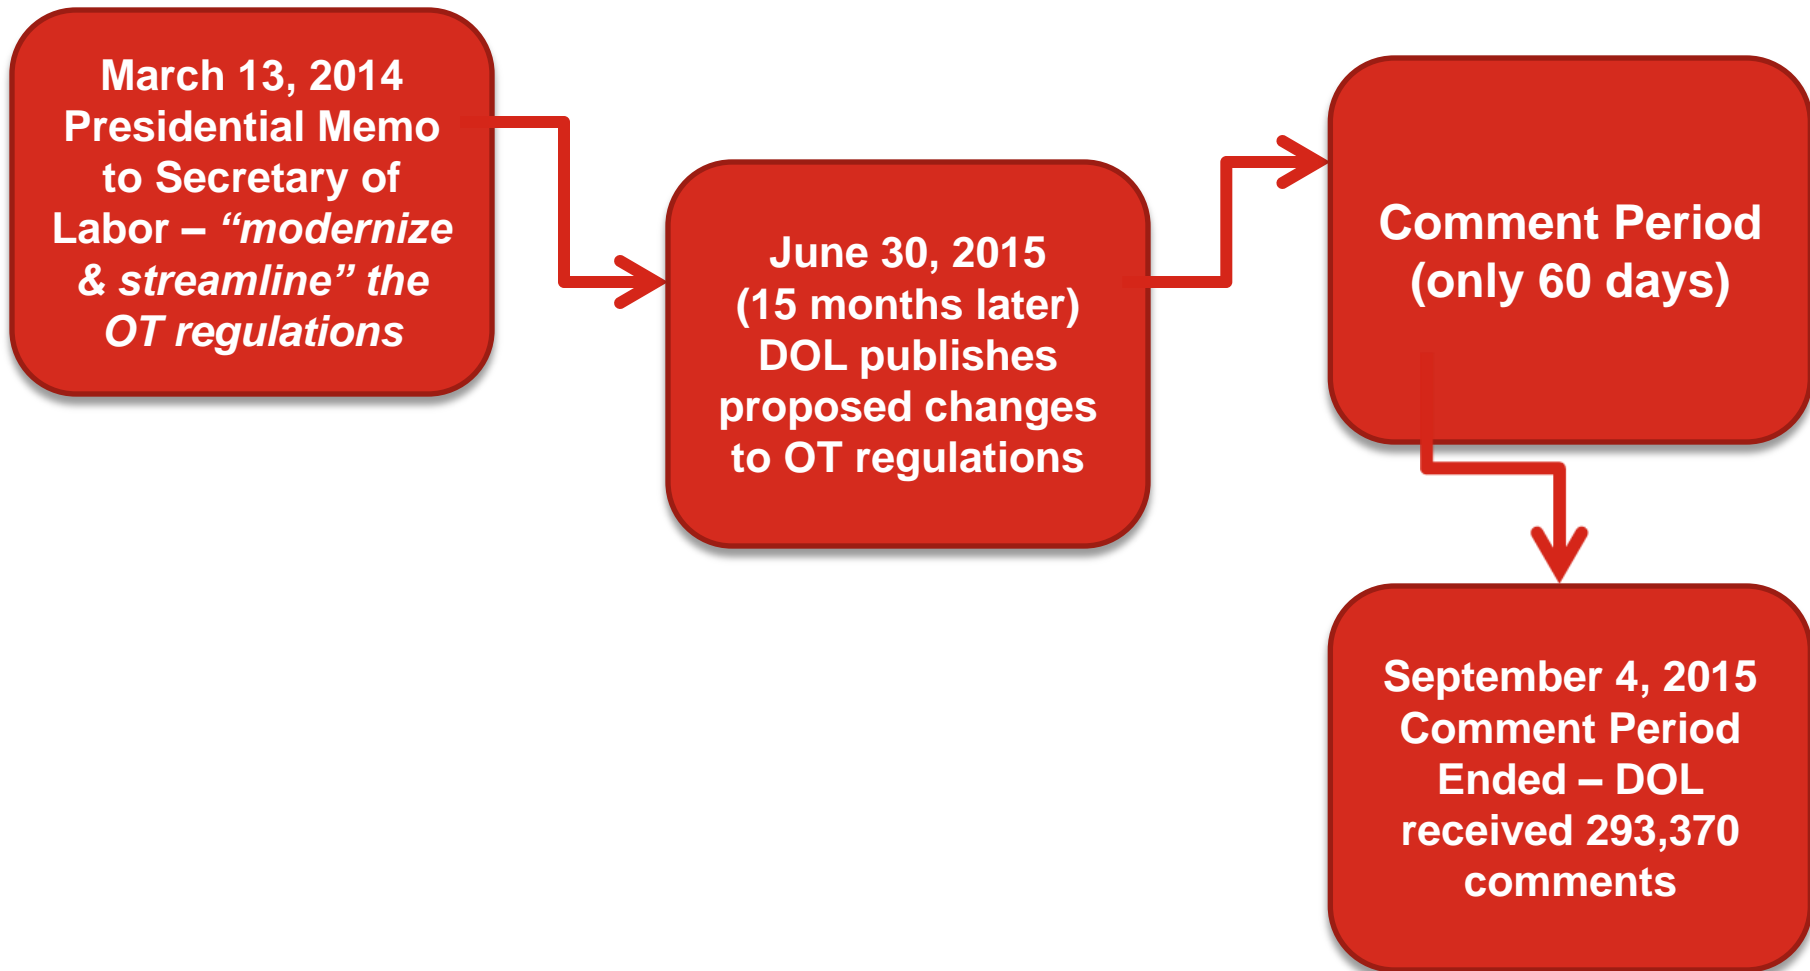 March 13, 2014
Presidential Memo
to Secretary of
Labor – “modernize
& streamline” the
OT regulations
June 30, 2015
(15 months later)
DOL publishes
proposed changes
to OT regulations
Comment Period
(only 60 days)
September 4, 2015
Comment Period
Ended – DOL
received 293,370
comments